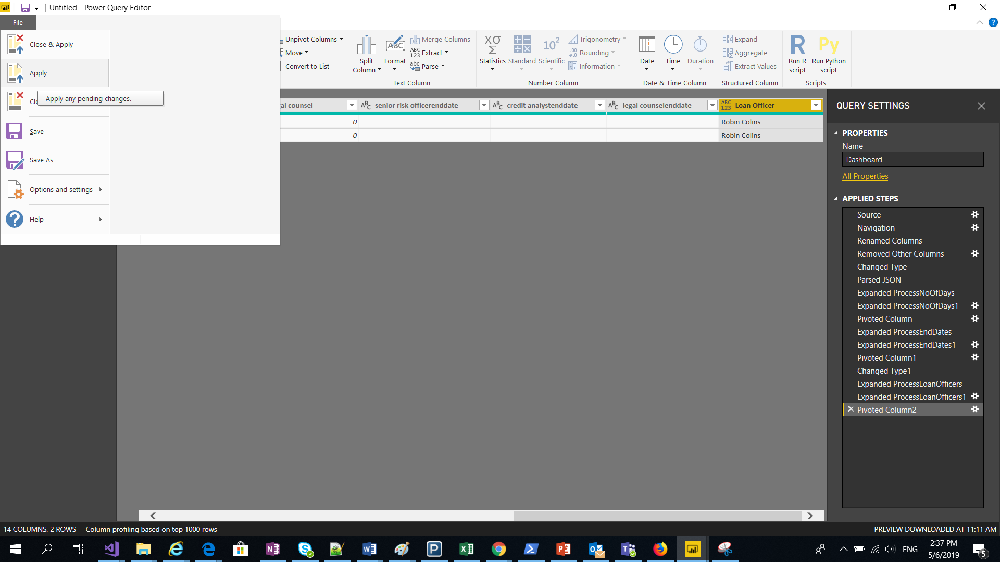 Untitled - Power Query Editor
File
Close & Apply
Apply
Clo
Apply any pending changes.
Save
Save As
Options and settings
Help
Unpivot Columns
Move
Convert to List
Split
Column
Format
Merge Columns
Extract
Parse
Text Column
Statistics
Standard
Scientific
Trigonometry
Rounding
Information
Number Column
Date
Time
Duration
Date & Time Column
Expand
Aggregate
Extract Values
Structured Column
Run R
script
Run Python
script
Scripts
al counsel
senior risk officerenddate
credit analystenddate
legal counselenddate
Loan Officer
0
Robin Colins
0
Robin Colins
QUERY SETTINGS
PROPERTIES
Name
Dashboard
All Properties
APPLIED STEPS
Source
Navigation
Renamed Columns
Removed Other Columns
Changed Type
Parsed JSON
Expanded ProcessNoOfDays
Expanded ProcessNoOfDays1
Pivoted Column
Expanded ProcessEndDates
Expanded ProcessEndDates1
Pivoted Column1
Changed Type1
Expanded ProcessLoanOfficers
Expanded ProcessLoanOfficers1
Pivoted Column2
14 COLUMNS, 2 ROWS
Column profiling based on top 1000 rows
PREVIEW DOWNLOADED AT 11:11 AM
ENG
2:37 PM
5/6/2019
5